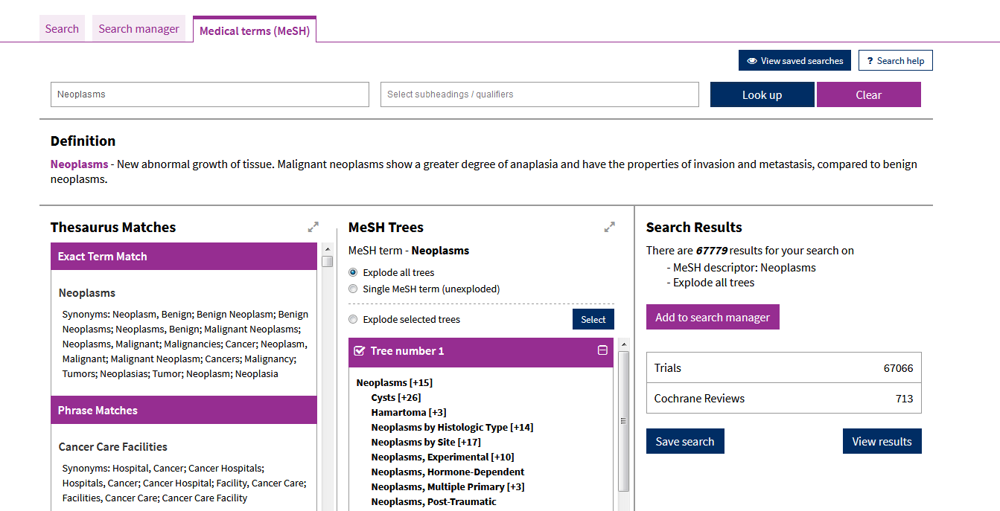 Search
Search manager
Medical terms (MeSH)
View saved searches
? Search help
Neoplasms
Select subheadings / qualifiers
Look up
Clear
Definition
Neoplasms - New abnormal growth of tissue. Malignant neoplasms show a greater degree of anaplasia and have the properties of invasion and metastasis, compared to benign
neoplasms.
Thesaurus Matches
Exact Term Match
Neoplasms
Synonyms: Neoplasm, Benign; Benign Neoplasm; Benign
Neoplasms; Neoplasms, Benign; Malignant Neoplasms;
Neoplasms, Malignant; Malignancies; Cancer; Neoplasm,
Malignant; Malignant Neoplasm; Cancers; Malignancy;
Tumors; Neoplasias; Tumor; Neoplasm; Neoplasia
Phrase Matches
Cancer Care Facilities
Synonyms: Hospital, Cancer; Cancer Hospitals;
Hospitals, Cancer; Cancer Hospital; Facility, Cancer Care;
Facilities, Cancer Care; Cancer Care Facility
MeSH Trees
MeSH term - Neoplasms
Explode all trees
Single MeSH term (unexploded)
Explode selected trees
Select
Tree number 1
Neoplasms [+15]
Cysts [+26]
Hamartoma [+3]
Neoplasms by Histologic Type [+14]
Neoplasms by Site [+17]
Neoplasms, Experimental [+10]
Neoplasms, Hormone-Dependent
Neoplasms, Multiple Primary [+3]
Neoplasms, Post-Traumatic
Search Results
There are 67779 results for your search on
- MeSH descriptor: Neoplasms
- Explode all trees
Add to search manager
Trials 67066
Cochrane Reviews 713
Save search
View results